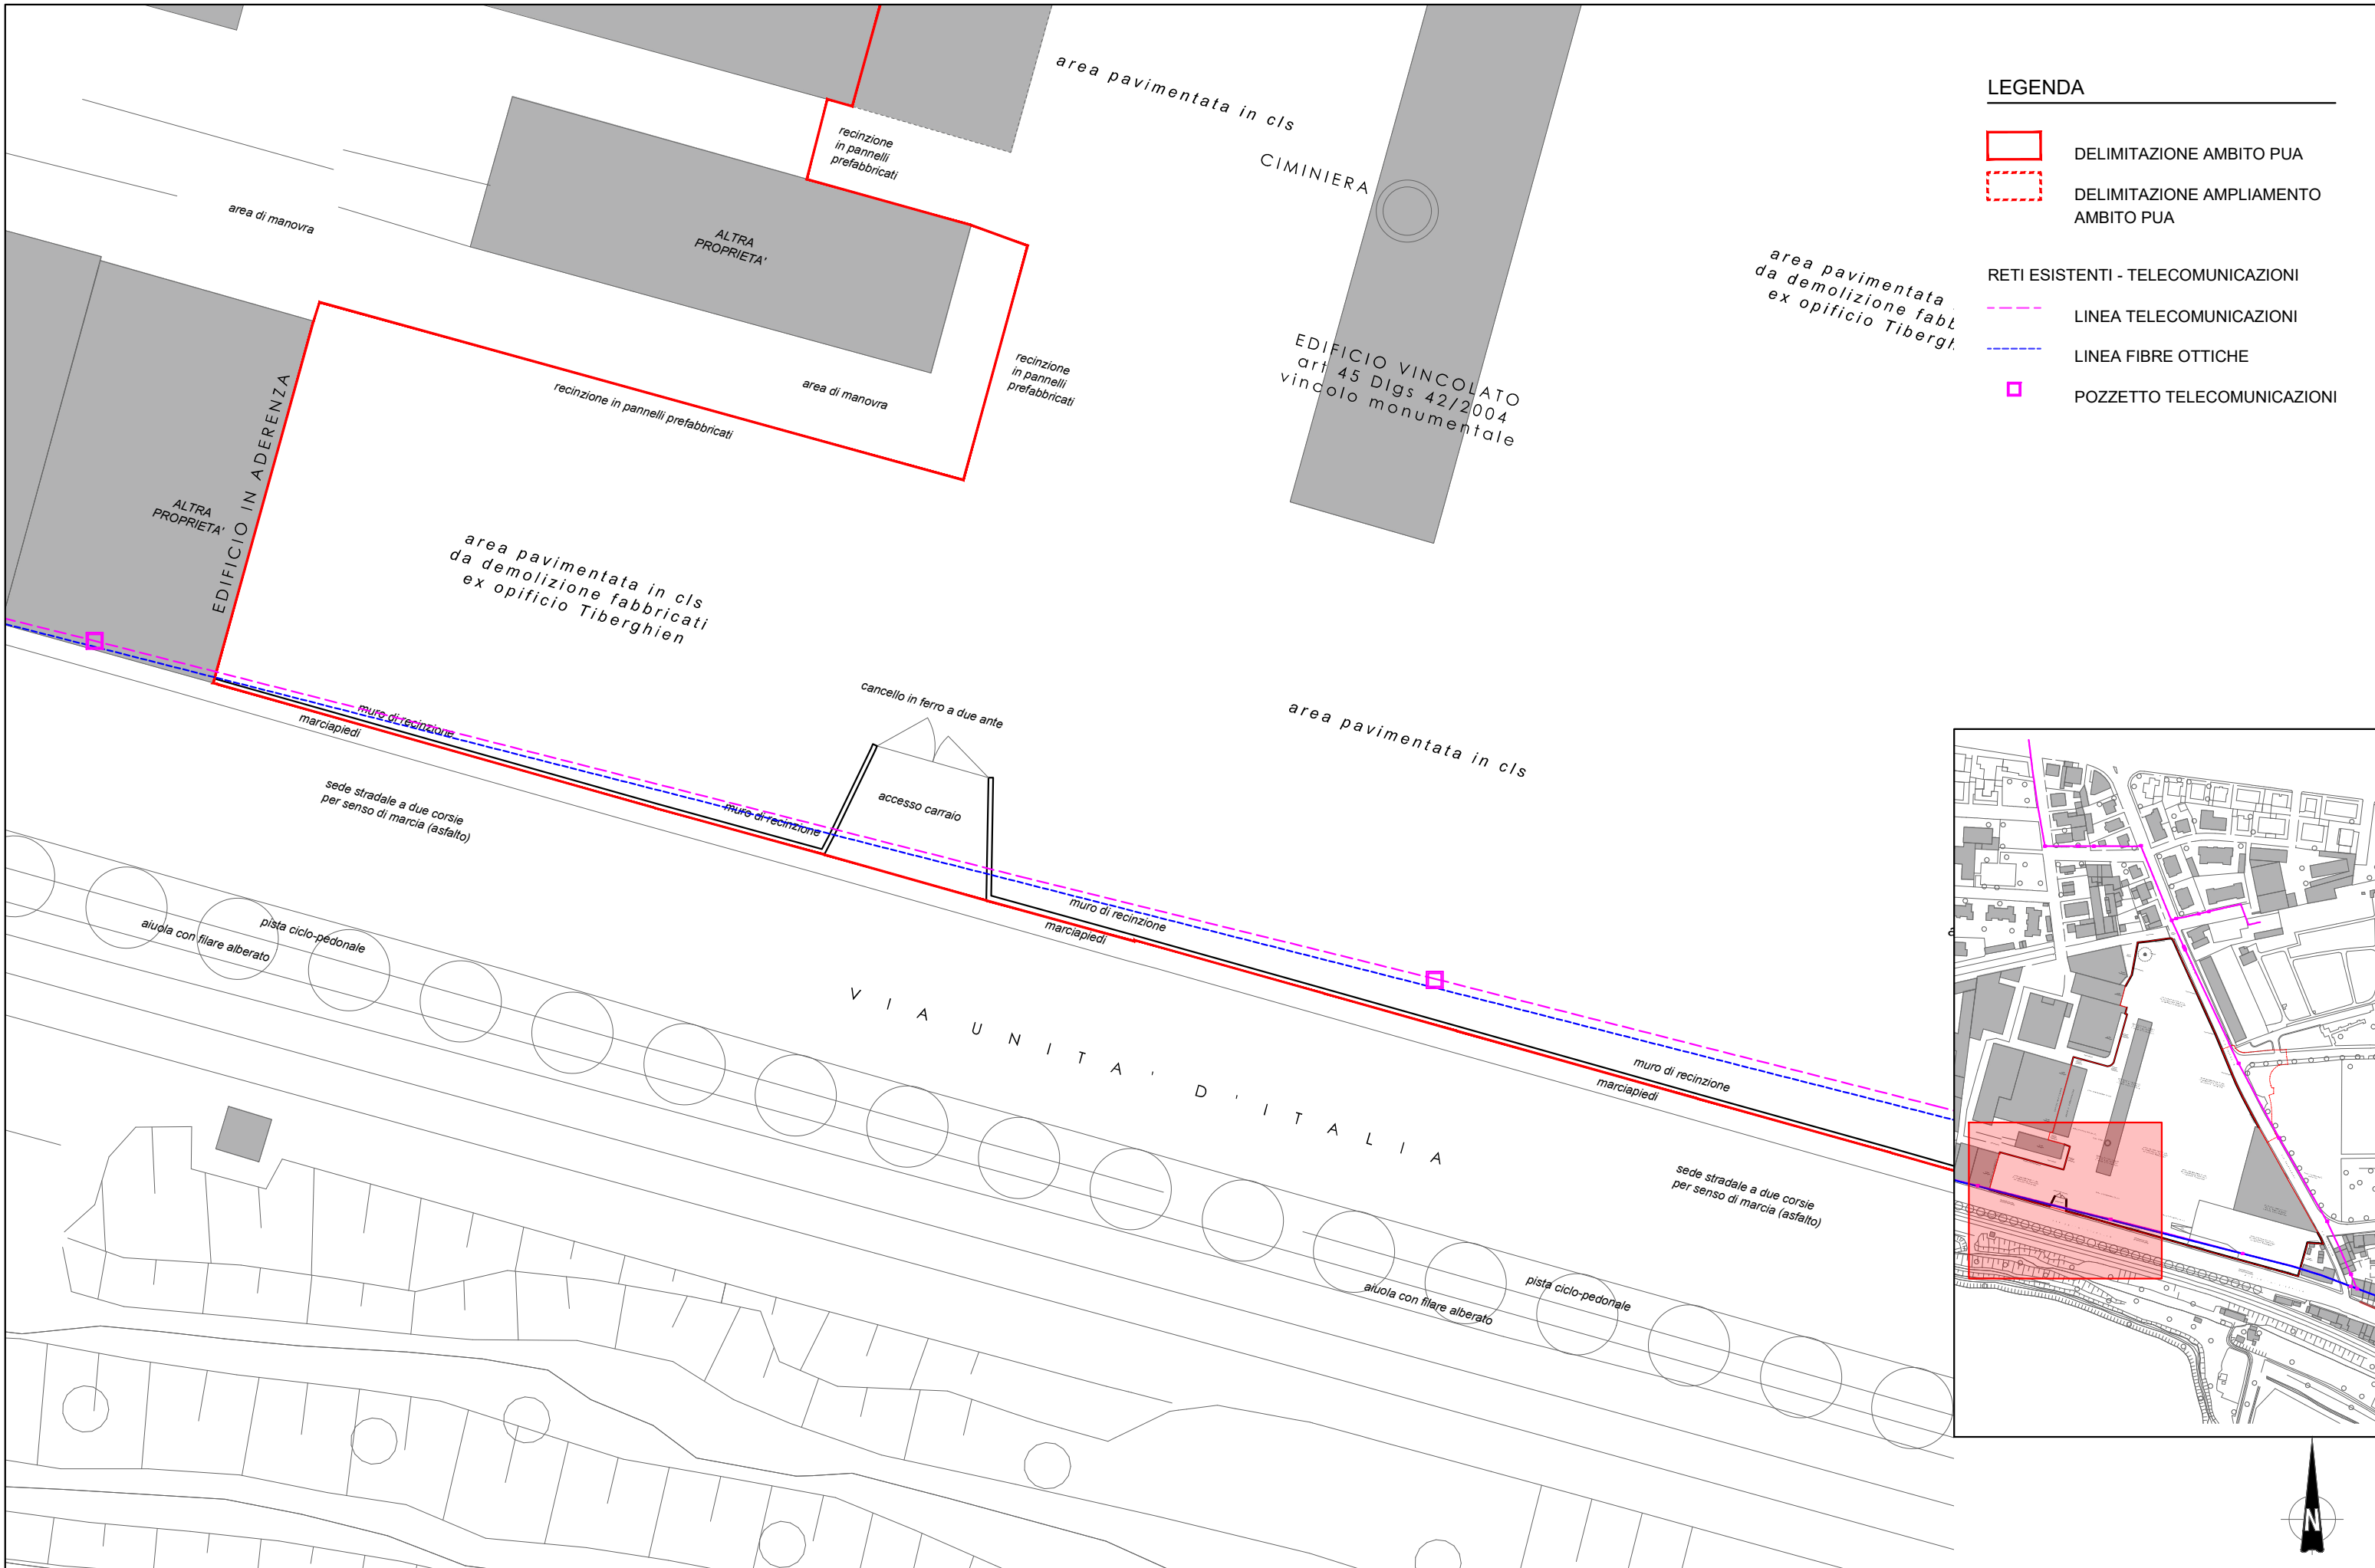 area pavimentata in cls
CIMINIERA
recinzione
in pannelli
prefabbricati
area di manovra
ALTRA
PROPRIETA'
area di manovra
recinzione
in pannelli
prefabbricati
recinzione in pannelli prefabbricati
EDIFICIO IN ADERENZA
ALTRA
PROPRIETA'
EDIFICIO VINCOLATO
art 45 Dlgs 42/2004
vincolo monumentale
area pavimentata
da demolizione fabb
ex opificio Tibergh
area pavimentata in cls
da demolizione fabbricati
ex opificio Tiberghien
cancello in ferro a due ante
accesso carraio
area pavimentata in cls
muro di recinzione
marciapiedi
muro di recinzione
sede stradale a due corsie
per senso di marcia (asfalto)
muro di recinzione
marciapiedi
pista ciclo-pedonale
aiuola con filare alberato
VIA UNITA' D'ITALIA
muro di recinzione
marciapiedi
sede stradale a due corsie
per senso di marcia (asfalto)
pista ciclo-pedonale
aiuola con filare alberato
LEGENDA
DELIMITAZIONE AMBITO PUA
DELIMITAZIONE AMPLIAMENTO
AMBITO PUA
RETI ESISTENTI - TELECOMUNICAZIONI
LINEA TELECOMUNICAZIONI
LINEA FIBRE OTTICHE
POZZETTO TELECOMUNICAZIONI
N